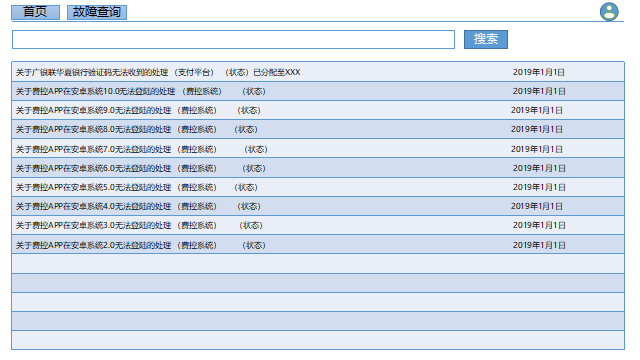 首页 故障查询
搜索
关于广银联华夏银行验证码无法收到的处理 （支付平台） （状态）已分配至XXX 2019年1月1日
关于费控APP在安卓系统10.0无法登陆的处理 （费控系统） （状态） 2019年1月1日
关于费控APP在安卓系统9.0无法登陆的处理 （费控系统） （状态） 2019年1月1日
关于费控APP在安卓系统8.0无法登陆的处理 （费控系统） （状态） 2019年1月1日
关于费控APP在安卓系统7.0无法登陆的处理 （费控系统） （状态） 2019年1月1日
关于费控APP在安卓系统6.0无法登陆的处理 （费控系统） （状态） 2019年1月1日
关于费控APP在安卓系统5.0无法登陆的处理 （费控系统） （状态） 2019年1月1日
关于费控APP在安卓系统4.0无法登陆的处理 （费控系统） （状态） 2019年1月1日
关于费控APP在安卓系统3.0无法登陆的处理 （费控系统） （状态） 2019年1月1日
关于费控APP在安卓系统2.0无法登陆的处理 （费控系统） （状态） 2019年1月1日